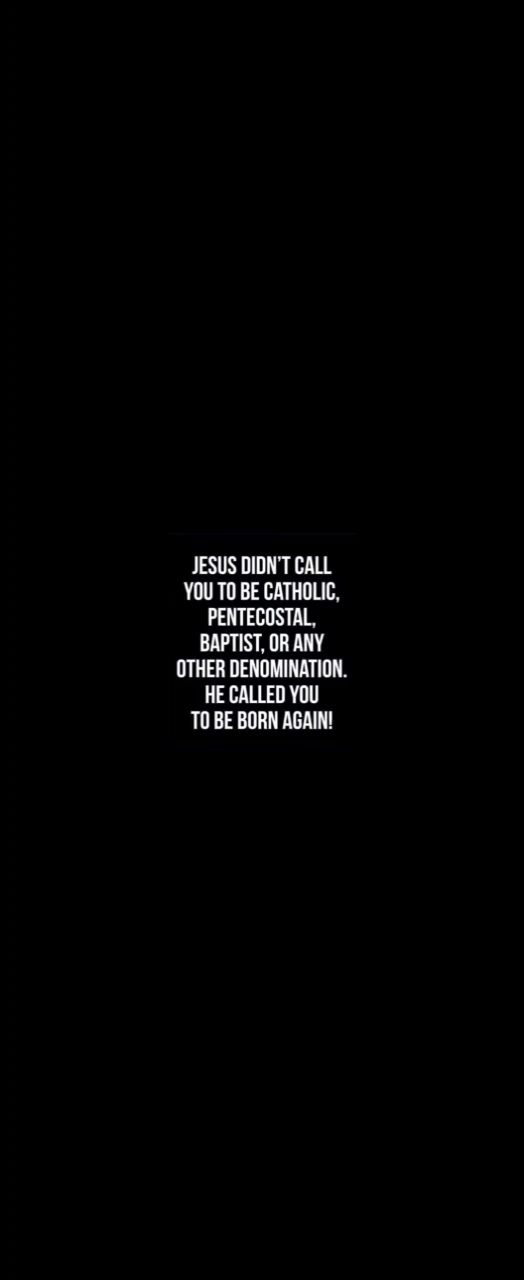 JESUS DIDN'T CALL
YOU TO BE CATHOLIC,
PENTECOSTAL,
BAPTIST, OR ANY
OTHER DENOMINATION.
HE CALLED YOU
TO BE BORN AGAIN!